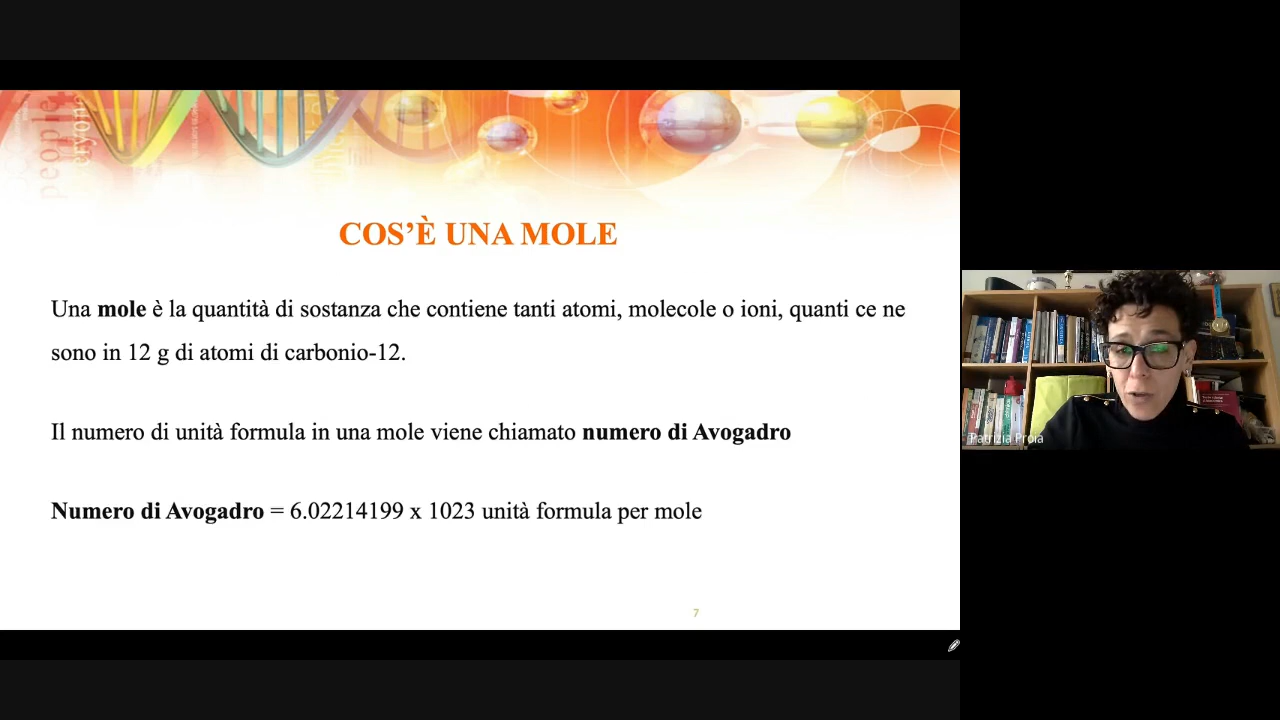 people
everyone
COS’È UNA MOLE
Una mole è la quantità di sostanza che contiene tanti atomi, molecole o ioni, quanti ce ne
sono in 12 g di atomi di carbonio-12.
Il numero di unità formula in una mole viene chiamato numero di Avogadro
Numero di Avogadro = 6.02214199 x 1023 unità formula per mole
7
Patrizia Proia